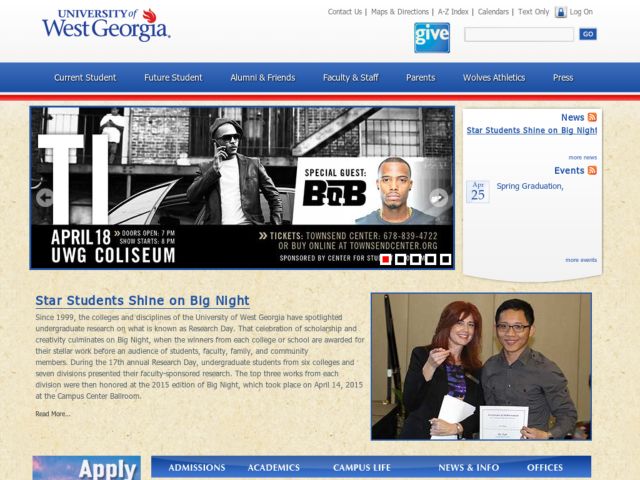 UNIVERSITY of
West Georgia
Contact Us | Maps & Directions | A-Z Index | Calendars | Text Only Log On
give
GO
Current Student Future Student Alumni & Friends Faculty & Staff Parents Wolves Athletics Press
TI
SPECIAL GUEST:
BoB
APRIL 18
UWG COLISEUM
» DOORS OPEN: 7 PM
SHOW STARTS: 8 PM
» TICKETS: TOWNSEND CENTER: 678-839-4722
OR BUY ONLINE AT TOWNSENDCENTER.ORG
SPONSORED BY CENTER FOR
News
Star Students Shine on Big Night
more news
Events
Apr
25
Spring Graduation,
more events
Star Students Shine on Big Night
Since 1999, the colleges and disciplines of the University of West Georgia have spotlighted
undergraduate research on what is known as Research Day. That celebration of scholarship and
creativity culminates on Big Night, when the winners from each college or school are awarded for
their stellar work before an audience of students, faculty, family, and community
members. During the 17th annual Research Day, undergraduate students from six colleges and
seven divisions presented their faculty-sponsored research. The top three works from each
division were then honored at the 2015 edition of Big Night, which took place on April 14, 2015
at the Campus Center Ballroom.
Read More...
Apply
ADMISSIONS ACADEMICS CAMPUS LIFE NEWS & INFO OFFICES